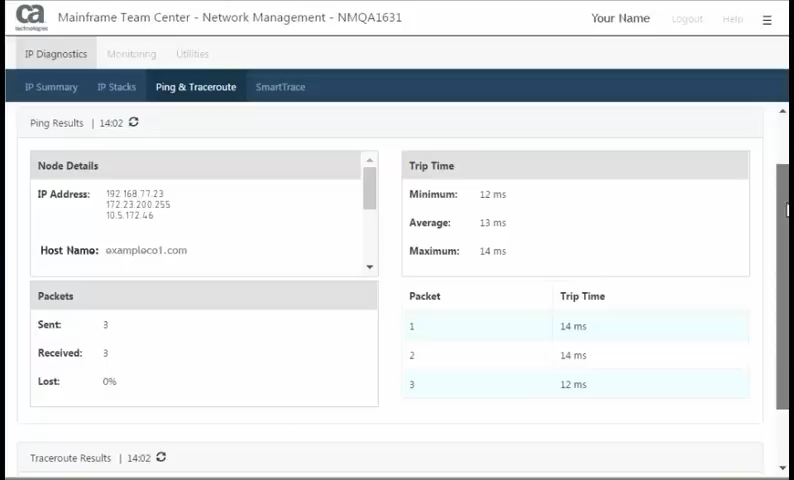 ca
technologies
Mainframe Team Center - Network Management - NMQA1631
Your Name
Logout
Help
IP Diagnostics
Monitoring
Utilities
IP Summary
IP Stacks
Ping & Traceroute
SmartTrace
Ping Results | 14:02
Node Details
IP Address: 192.168.77.23
172.23.200.255
10.5.172.46
Host Name: exampleco1.com
Trip Time
Minimum: 12 ms
Average: 13 ms
Maximum: 14 ms
Packets
Sent: 3
Received: 3
Lost: 0%
Packet Trip Time
1 14 ms
2 14 ms
3 12 ms
Traceroute Results | 14:02